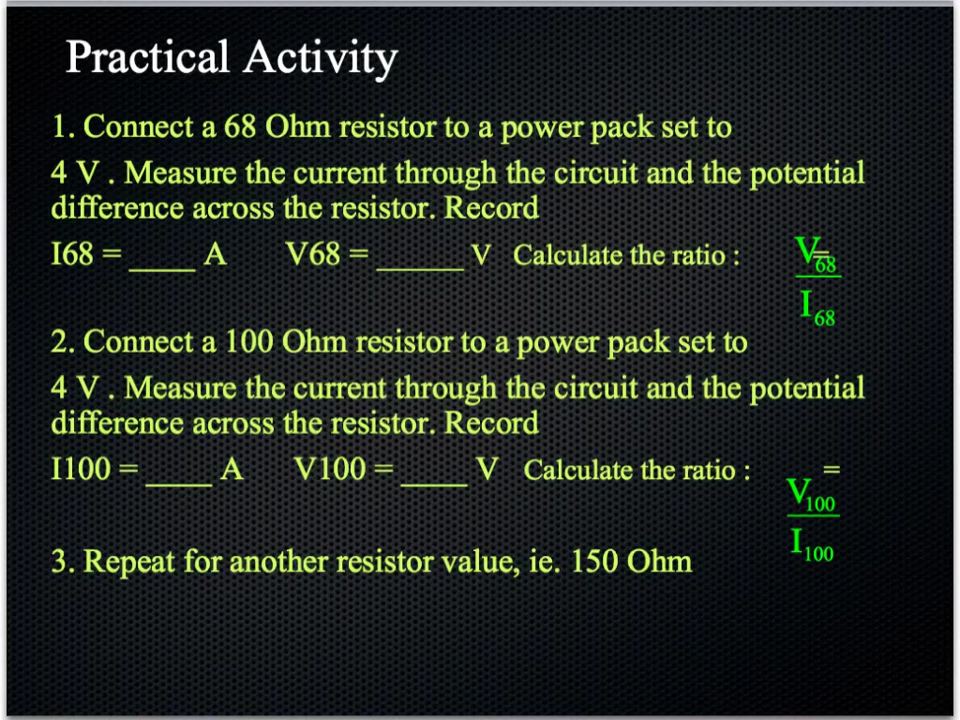 Practical Activity
1. Connect a 68 Ohm resistor to a power pack set to
4 V . Measure the current through the circuit and the potential
difference across the resistor. Record
I68 = ____ A V68 = _____ V Calculate the ratio : V68 =
I68
2. Connect a 100 Ohm resistor to a power pack set to
4 V . Measure the current through the circuit and the potential
difference across the resistor. Record
I100 = ____ A V100 = ____ V Calculate the ratio : =
V100
I100
3. Repeat for another resistor value, ie. 150 Ohm